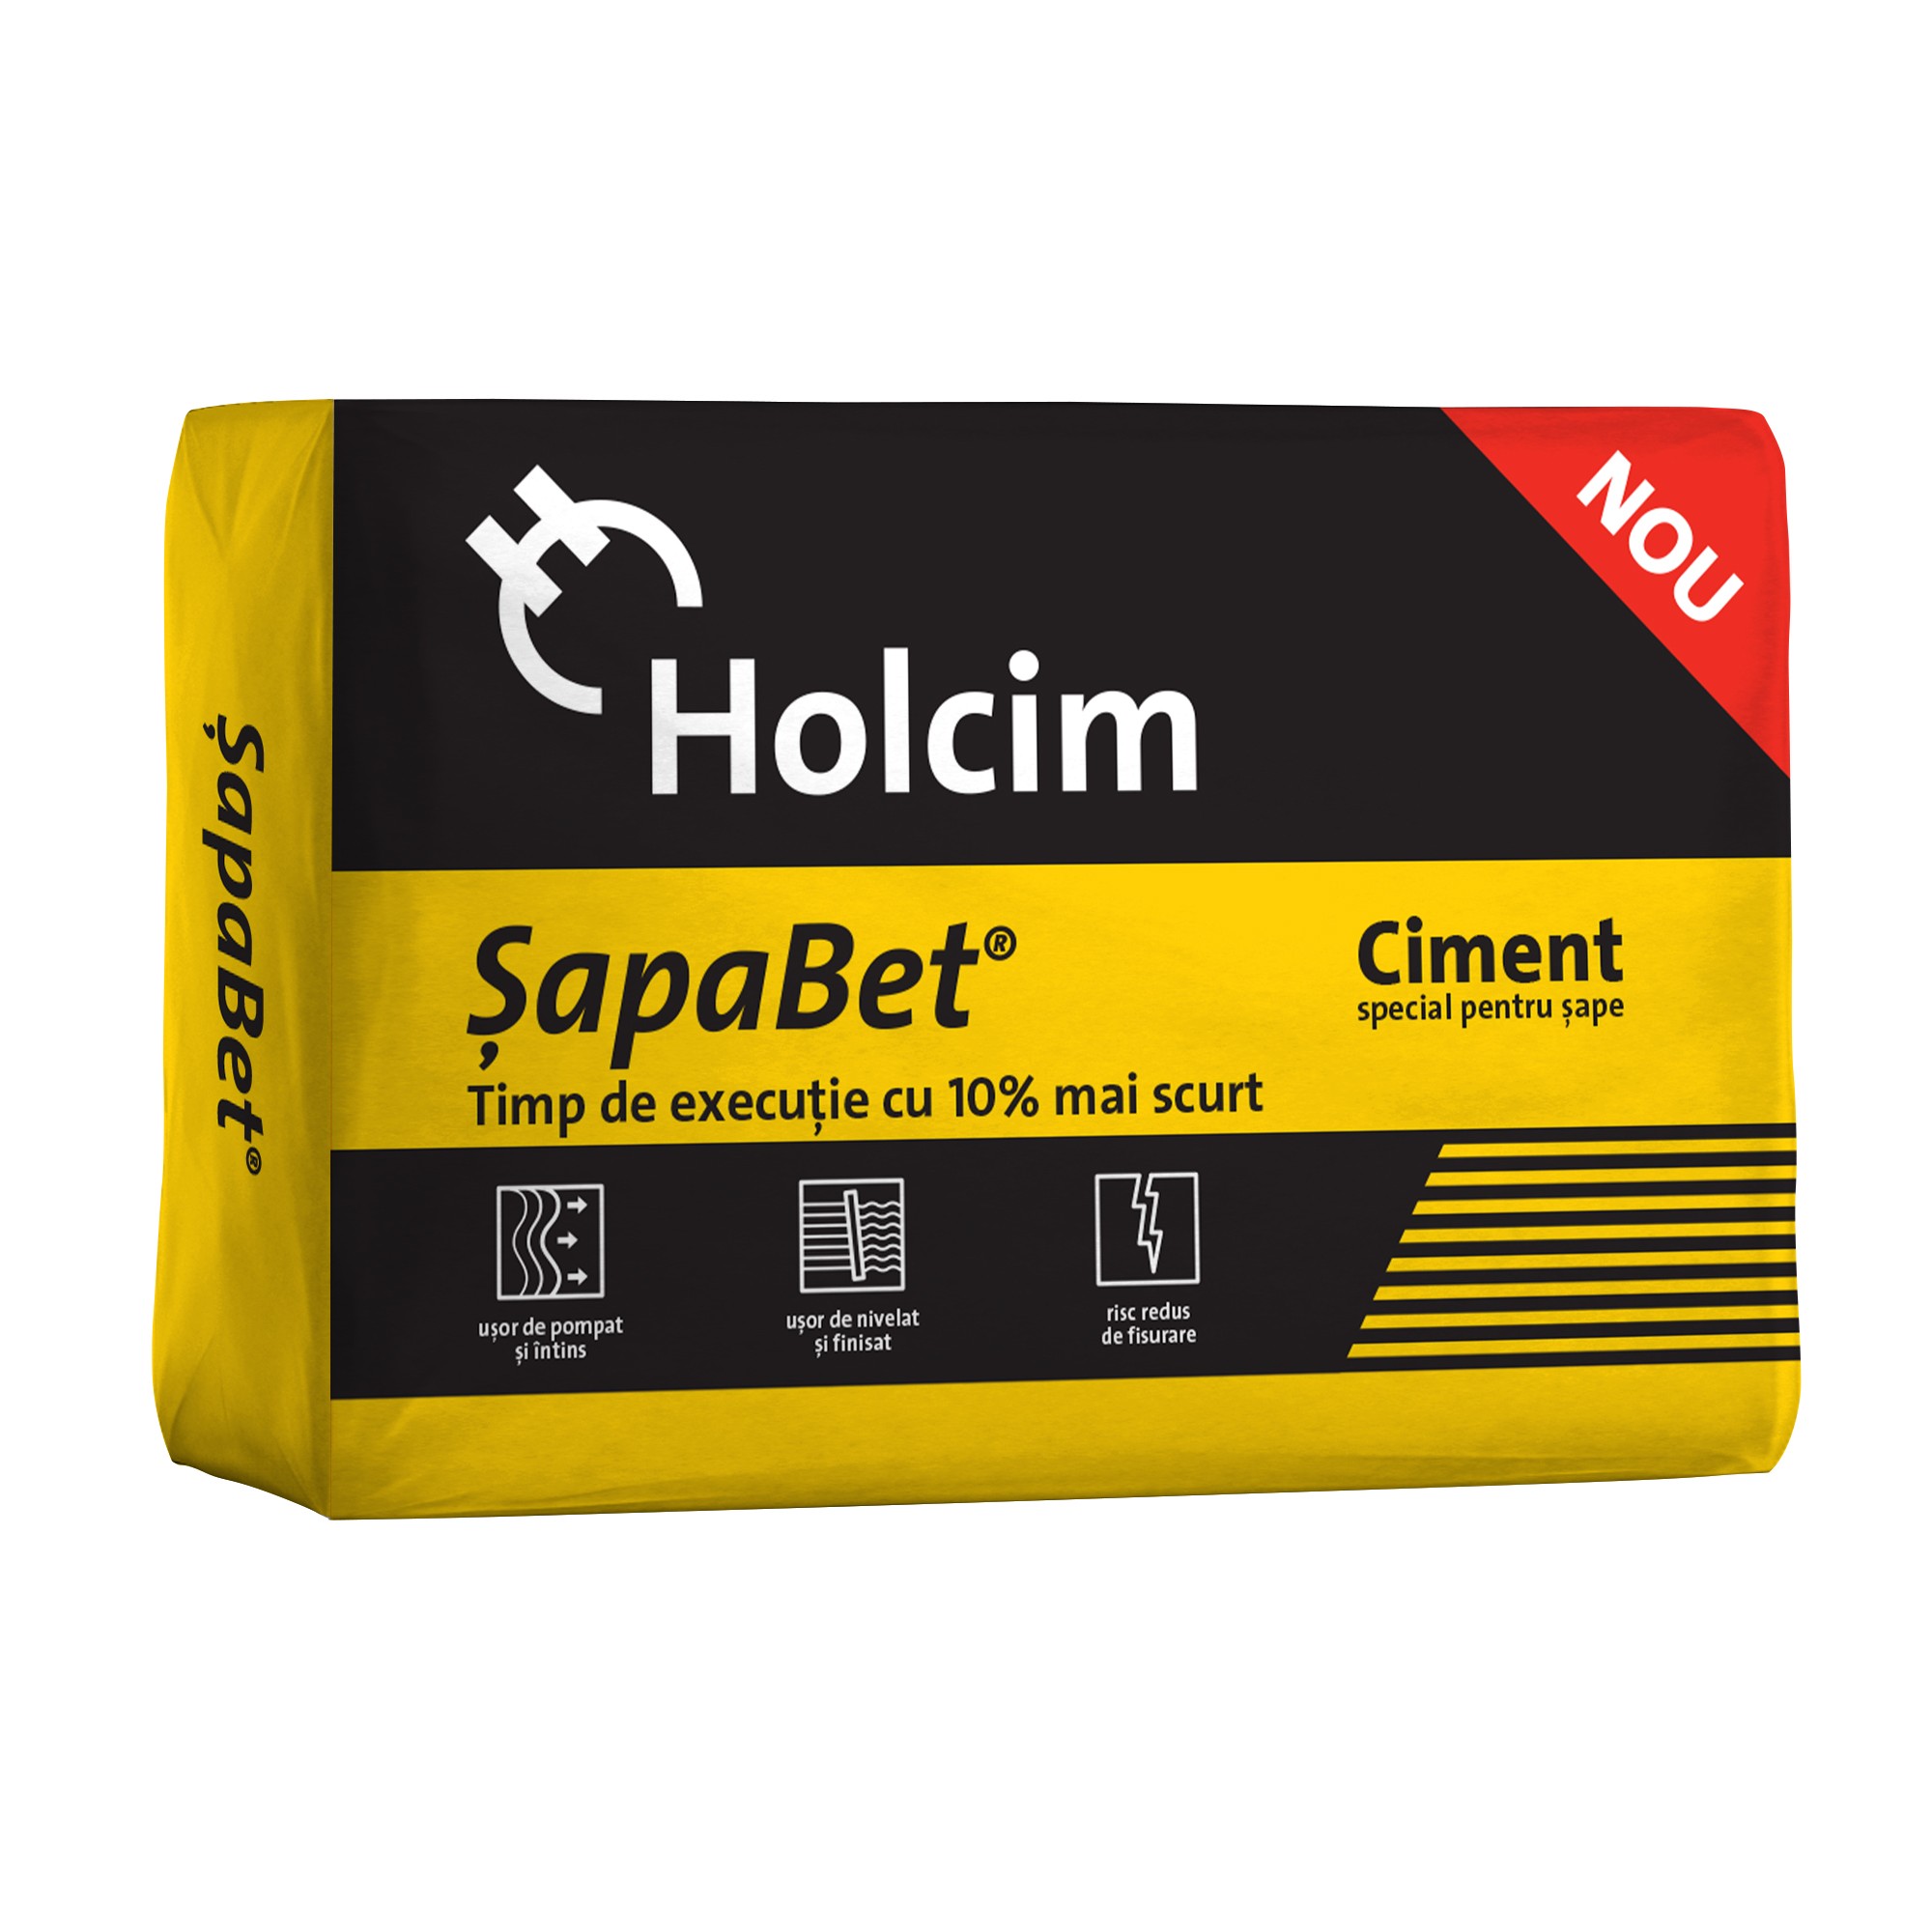 NOU
Holcim
ȘapaBet®
ȘapaBet®
Ciment
special pentru șape
Timp de execuție cu 10% mai scurt
ușor de pompat
și întins
ușor de nivelat
și finisat
risc redus
de fisurare